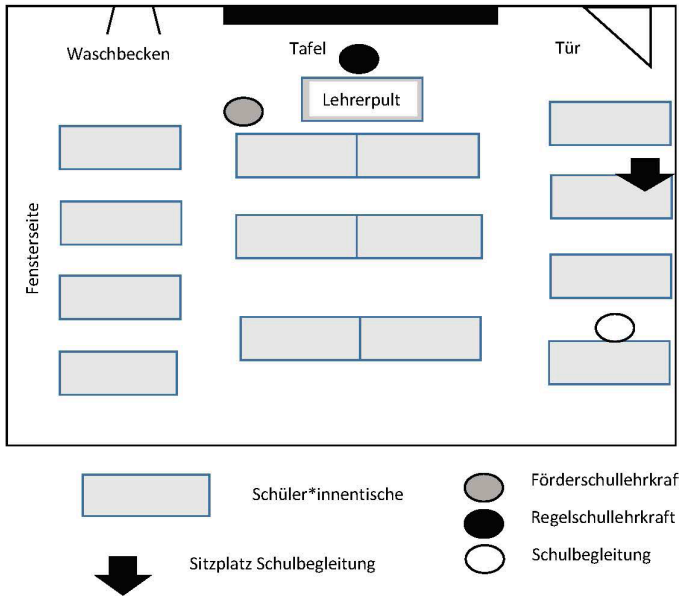 Waschbecken
Tafel
Tür
Lehrerpult
Fensterseite
Schüler*innentische
Sitzplatz Schulbegleitung
Förderschullehrkraf
Regelschullehrkraft
Schulbegleitung